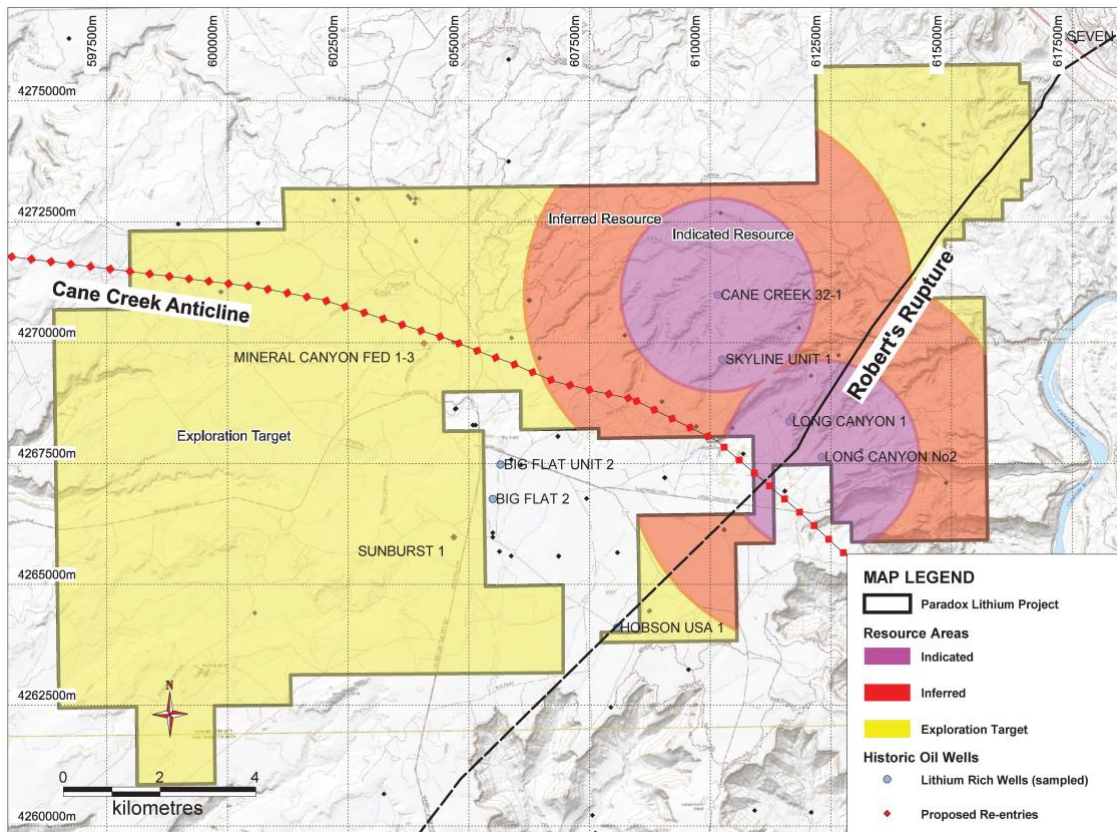 597500m
600000m
602500m
605000m
607500m
610000m
612500m
615000m
617500m
SEVEN
4275000m
4272500m
Inferred Resource
Indicated Resource
CANE CREEK 32-1
Cane Creek Anticline
4270000m
MINERAL CANYON FED 1-3
SKYLINE UNIT 1
Robert's Rupture
LONG CANYON 1
Exploration Target
4267500m
BIG FLAT UNIT 2
LONG CANYON No2
BIG FLAT 2
SUNBURST 1
4265000m
HOBSON USA 1
4262500m
N
0 2 4
kilometres
4260000m
MAP LEGEND
Paradox Lithium Project
Resource Areas
Indicated
Inferred
Exploration Target
Historic Oil Wells
Lithium Rich Wells (sampled)
Proposed Re-entries